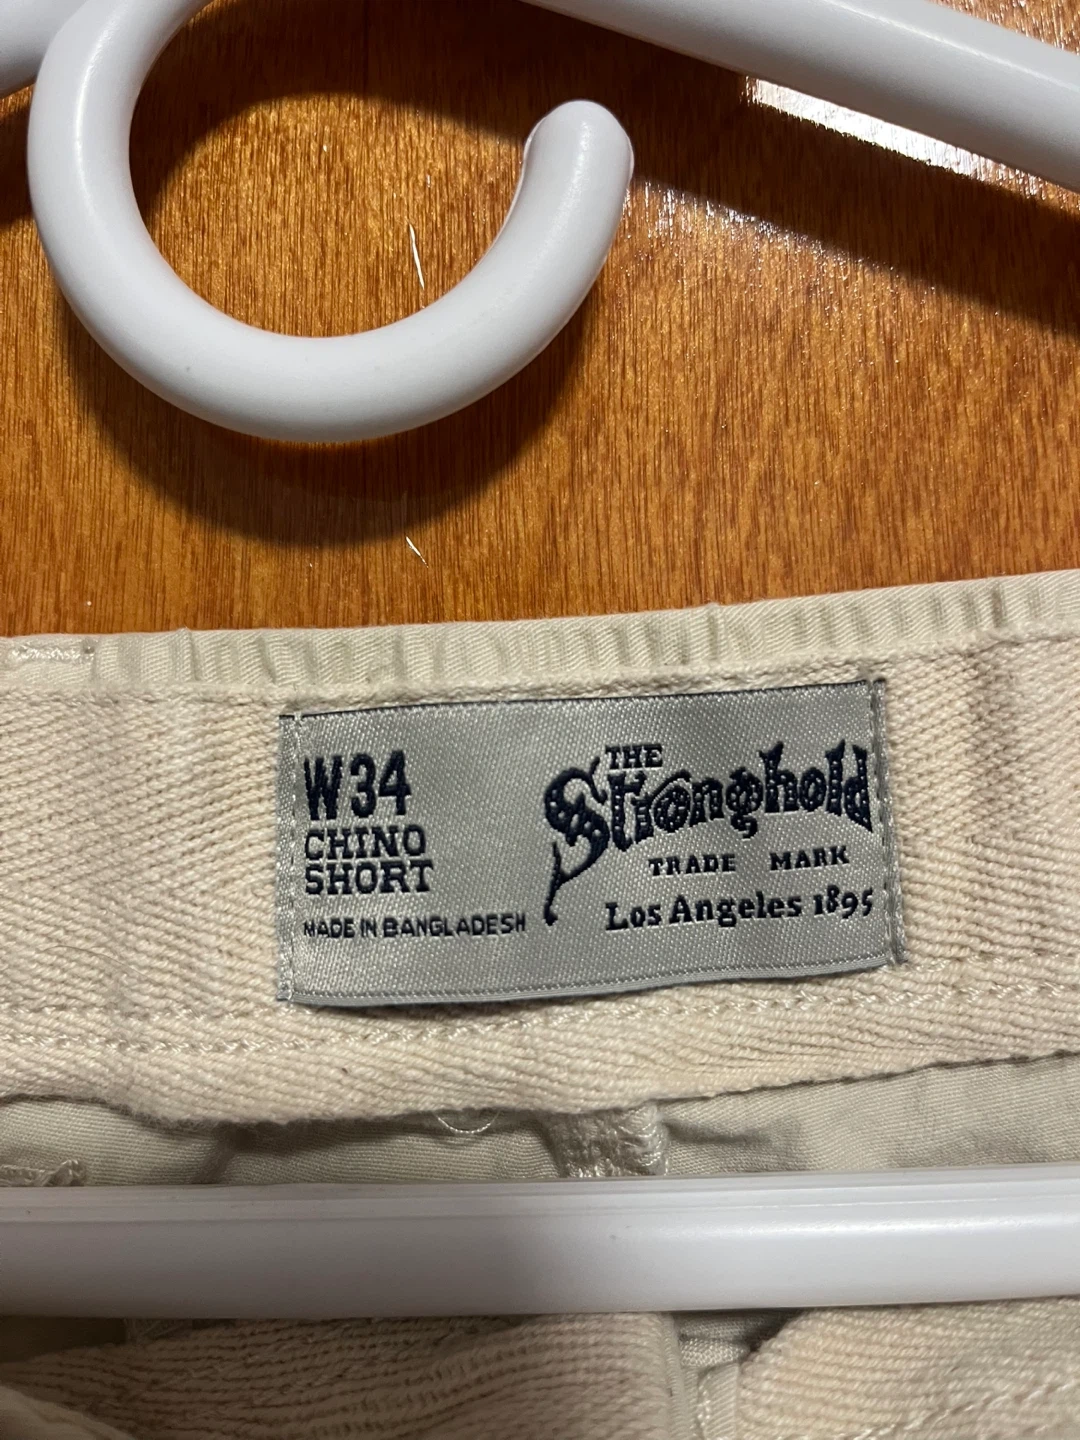 W34
CHINO
SHORT
MADE IN BANGLADESH
THE
Stronghold
TRADE MARK
Los Angeles 1895